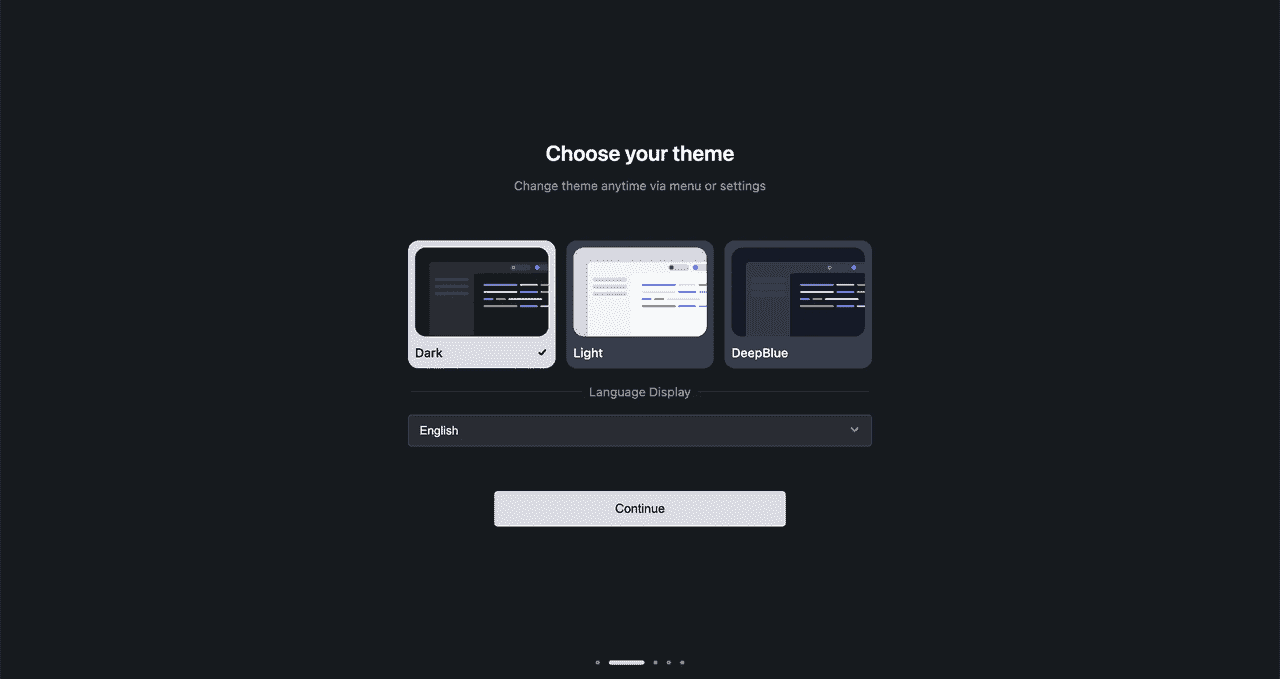 Choose your theme
Change theme anytime via menu or settings
Dark
Light
DeepBlue
Language Display
English
Continue